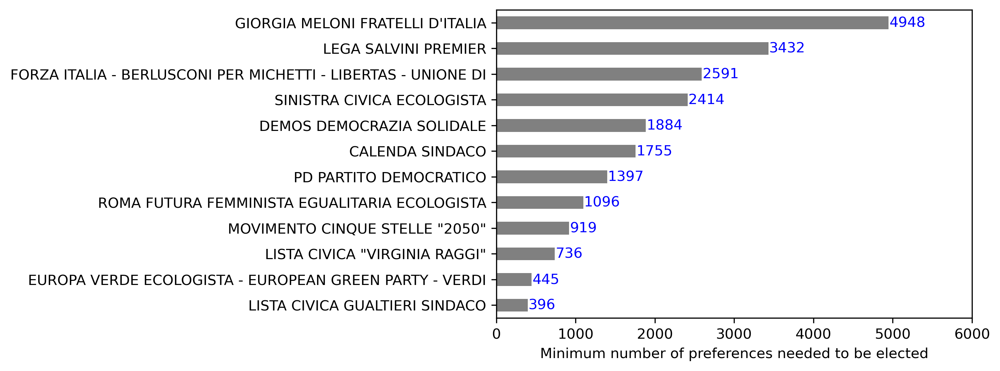 GIORGIA MELONI FRATELLI D'ITALIA 4948
LEGA SALVINI PREMIER 3432
FORZA ITALIA - BERLUSCONI PER MICHETTI - LIBERTAS - UNIONE DI 2591
SINISTRA CIVICA ECOLOGISTA 2414
DEMOS DEMOCRAZIA SOLIDALE 1884
CALENDA SINDACO 1755
PD PARTITO DEMOCRATICO 1397
ROMA FUTURA FEMMINISTA EGUALITARIA ECOLOGISTA 1096
MOVIMENTO CINQUE STELLE "2050" 919
LISTA CIVICA "VIRGINIA RAGGI" 736
EUROPA VERDE ECOLOGISTA - EUROPEAN GREEN PARTY - VERDI 445
LISTA CIVICA GUALTIERI SINDACO 396
0 1000 2000 3000 4000 5000 6000
Minimum number of preferences needed to be elected